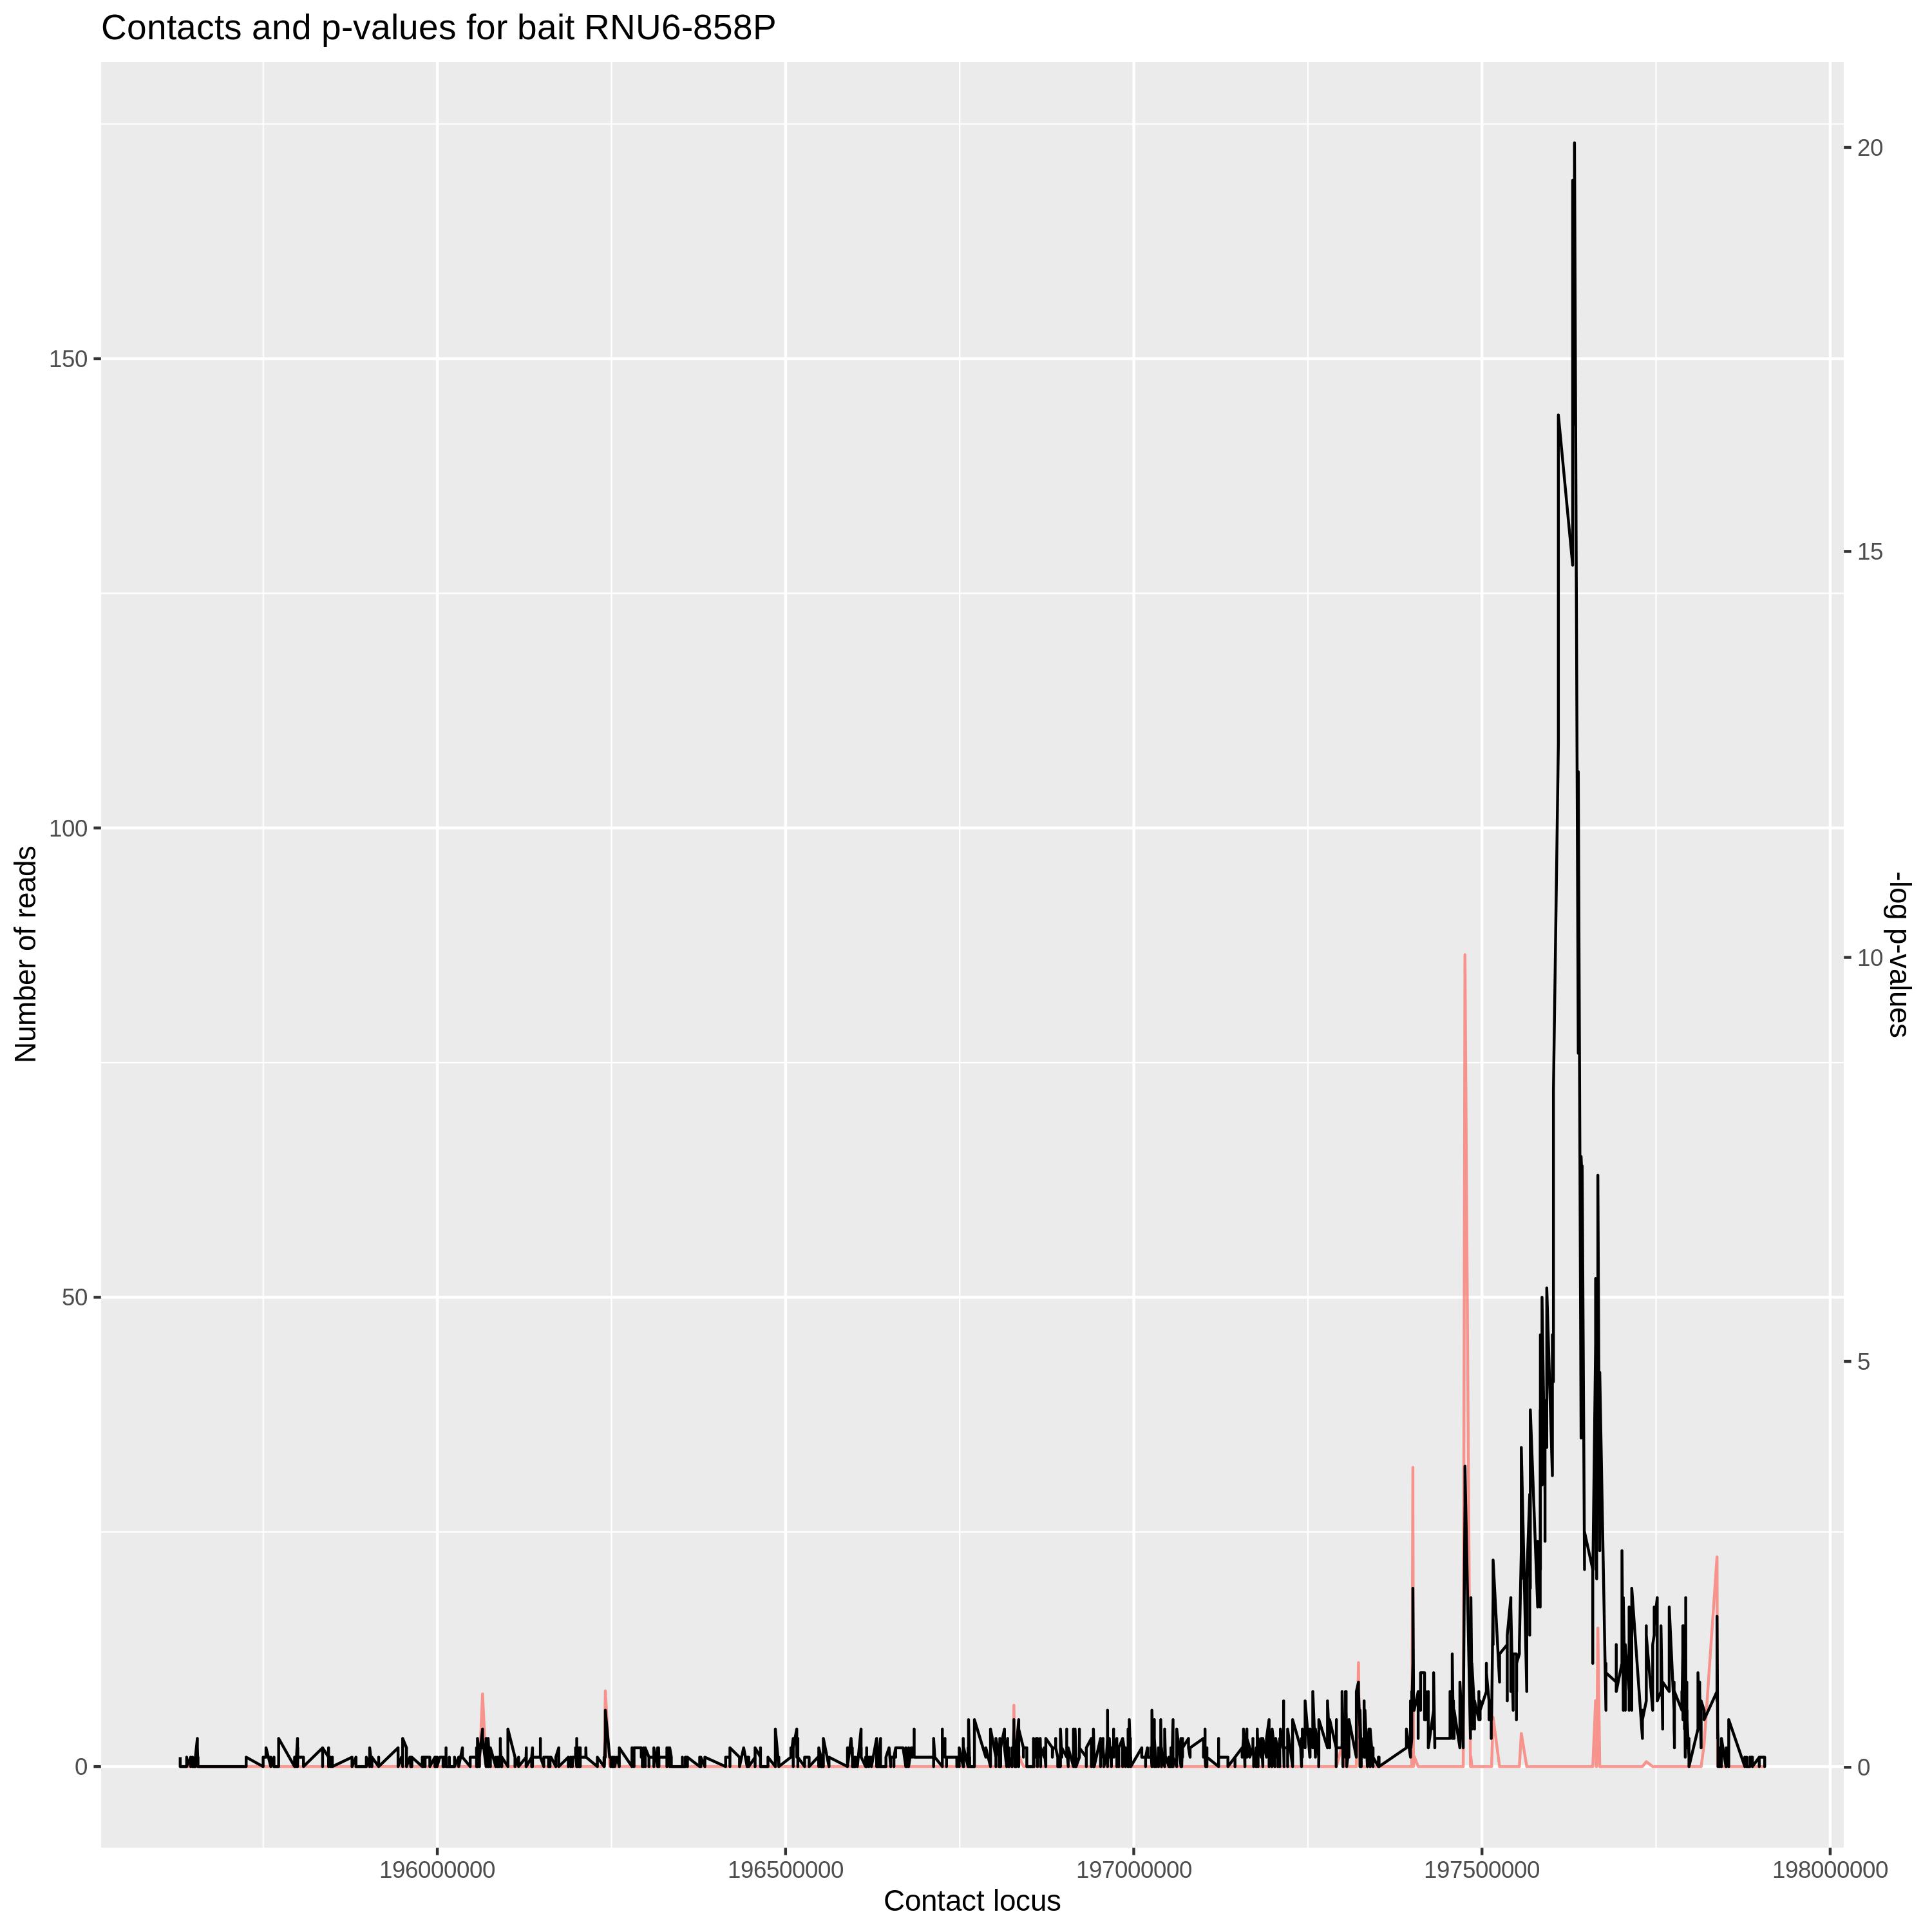 Contacts and p-values for bait RNU6-858P
150
100
50
0
20
15
10
5
0
Number of reads
-log p-values
196000000 196500000 197000000 197500000 198000000
Contact locus